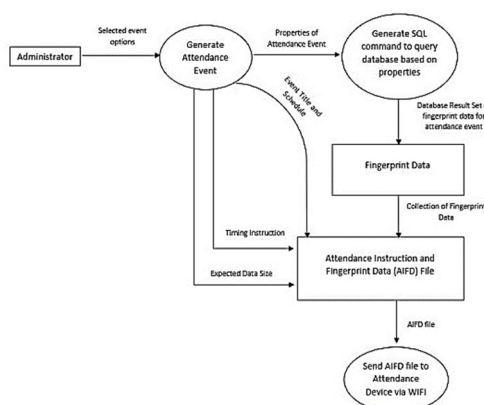 Selected event
options
Administrator
Generate
Attendance
Event
Properties of
Attendance Event
Generate SQL
command to query
database based on
properties
Event Title and
Schedule
Database Result Set
fingerprint data for
attendance event
Fingerprint Data
Collection of Fingerprint
Data
Timing Instruction
Expected Data Size
Attendance Instruction and
Fingerprint Data (AIFD) File
AIFD file
Send AIFD file to
Attendance
Device via WIFI